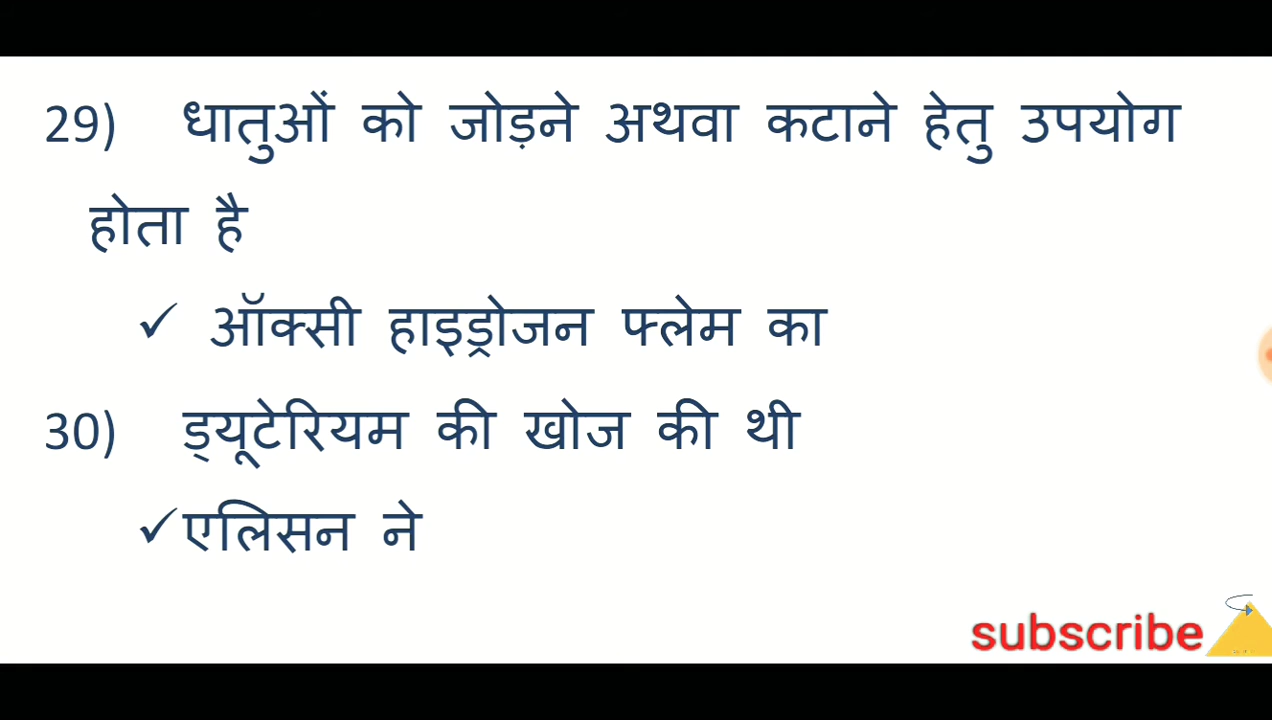 29) धातुओं को जोड़ने अथवा कटाने हेतु उपयोग
होता है
✓ ऑक्सी हाइड्रोजन फ्लेम का
30) ड्यूटेरियम की खोज की थी
✓एलिसन ने
subscribe